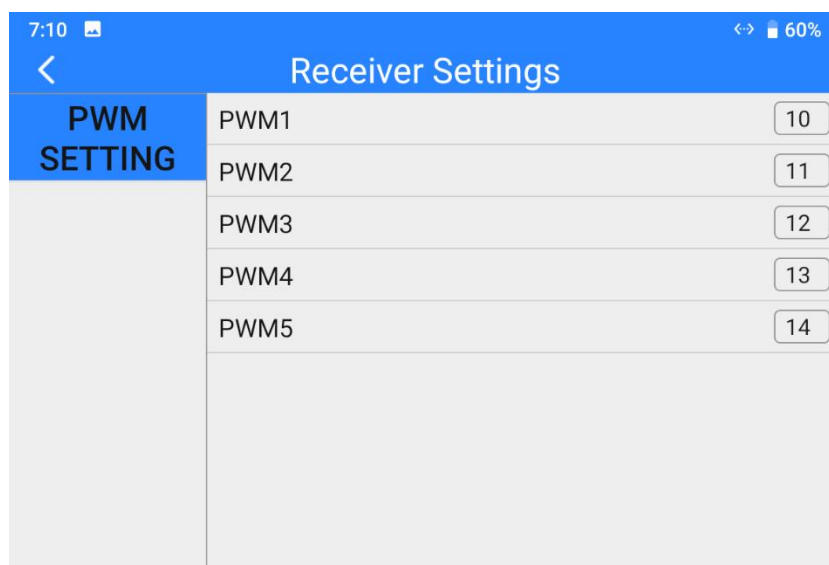 7:10
60%
Receiver Settings
PWM
SETTING
PWM1 10
PWM2 11
PWM3 12
PWM4 13
PWM5 14